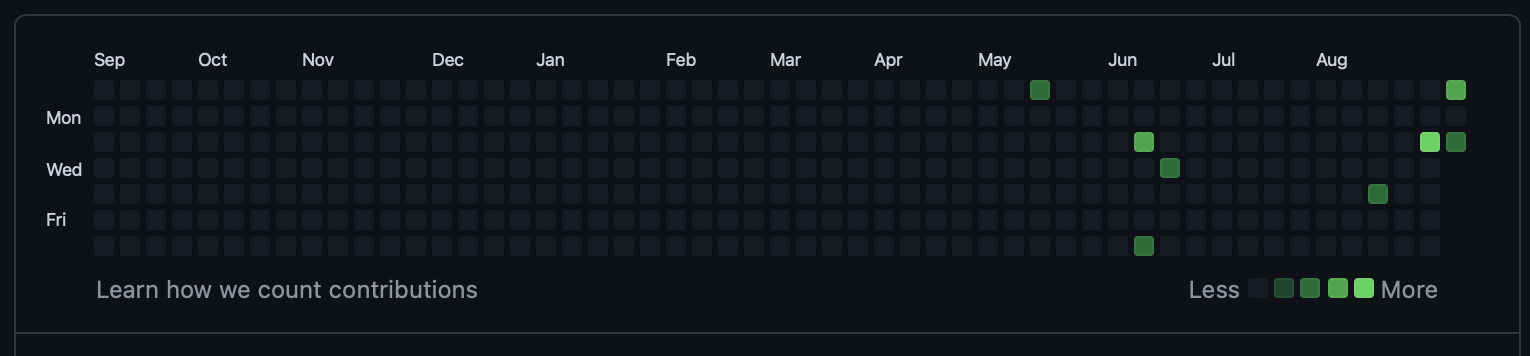 Sep Oct Nov Dec Jan Feb Mar Apr May Jun Jul Aug
Mon
Wed
Fri
Learn how we count contributions Less More